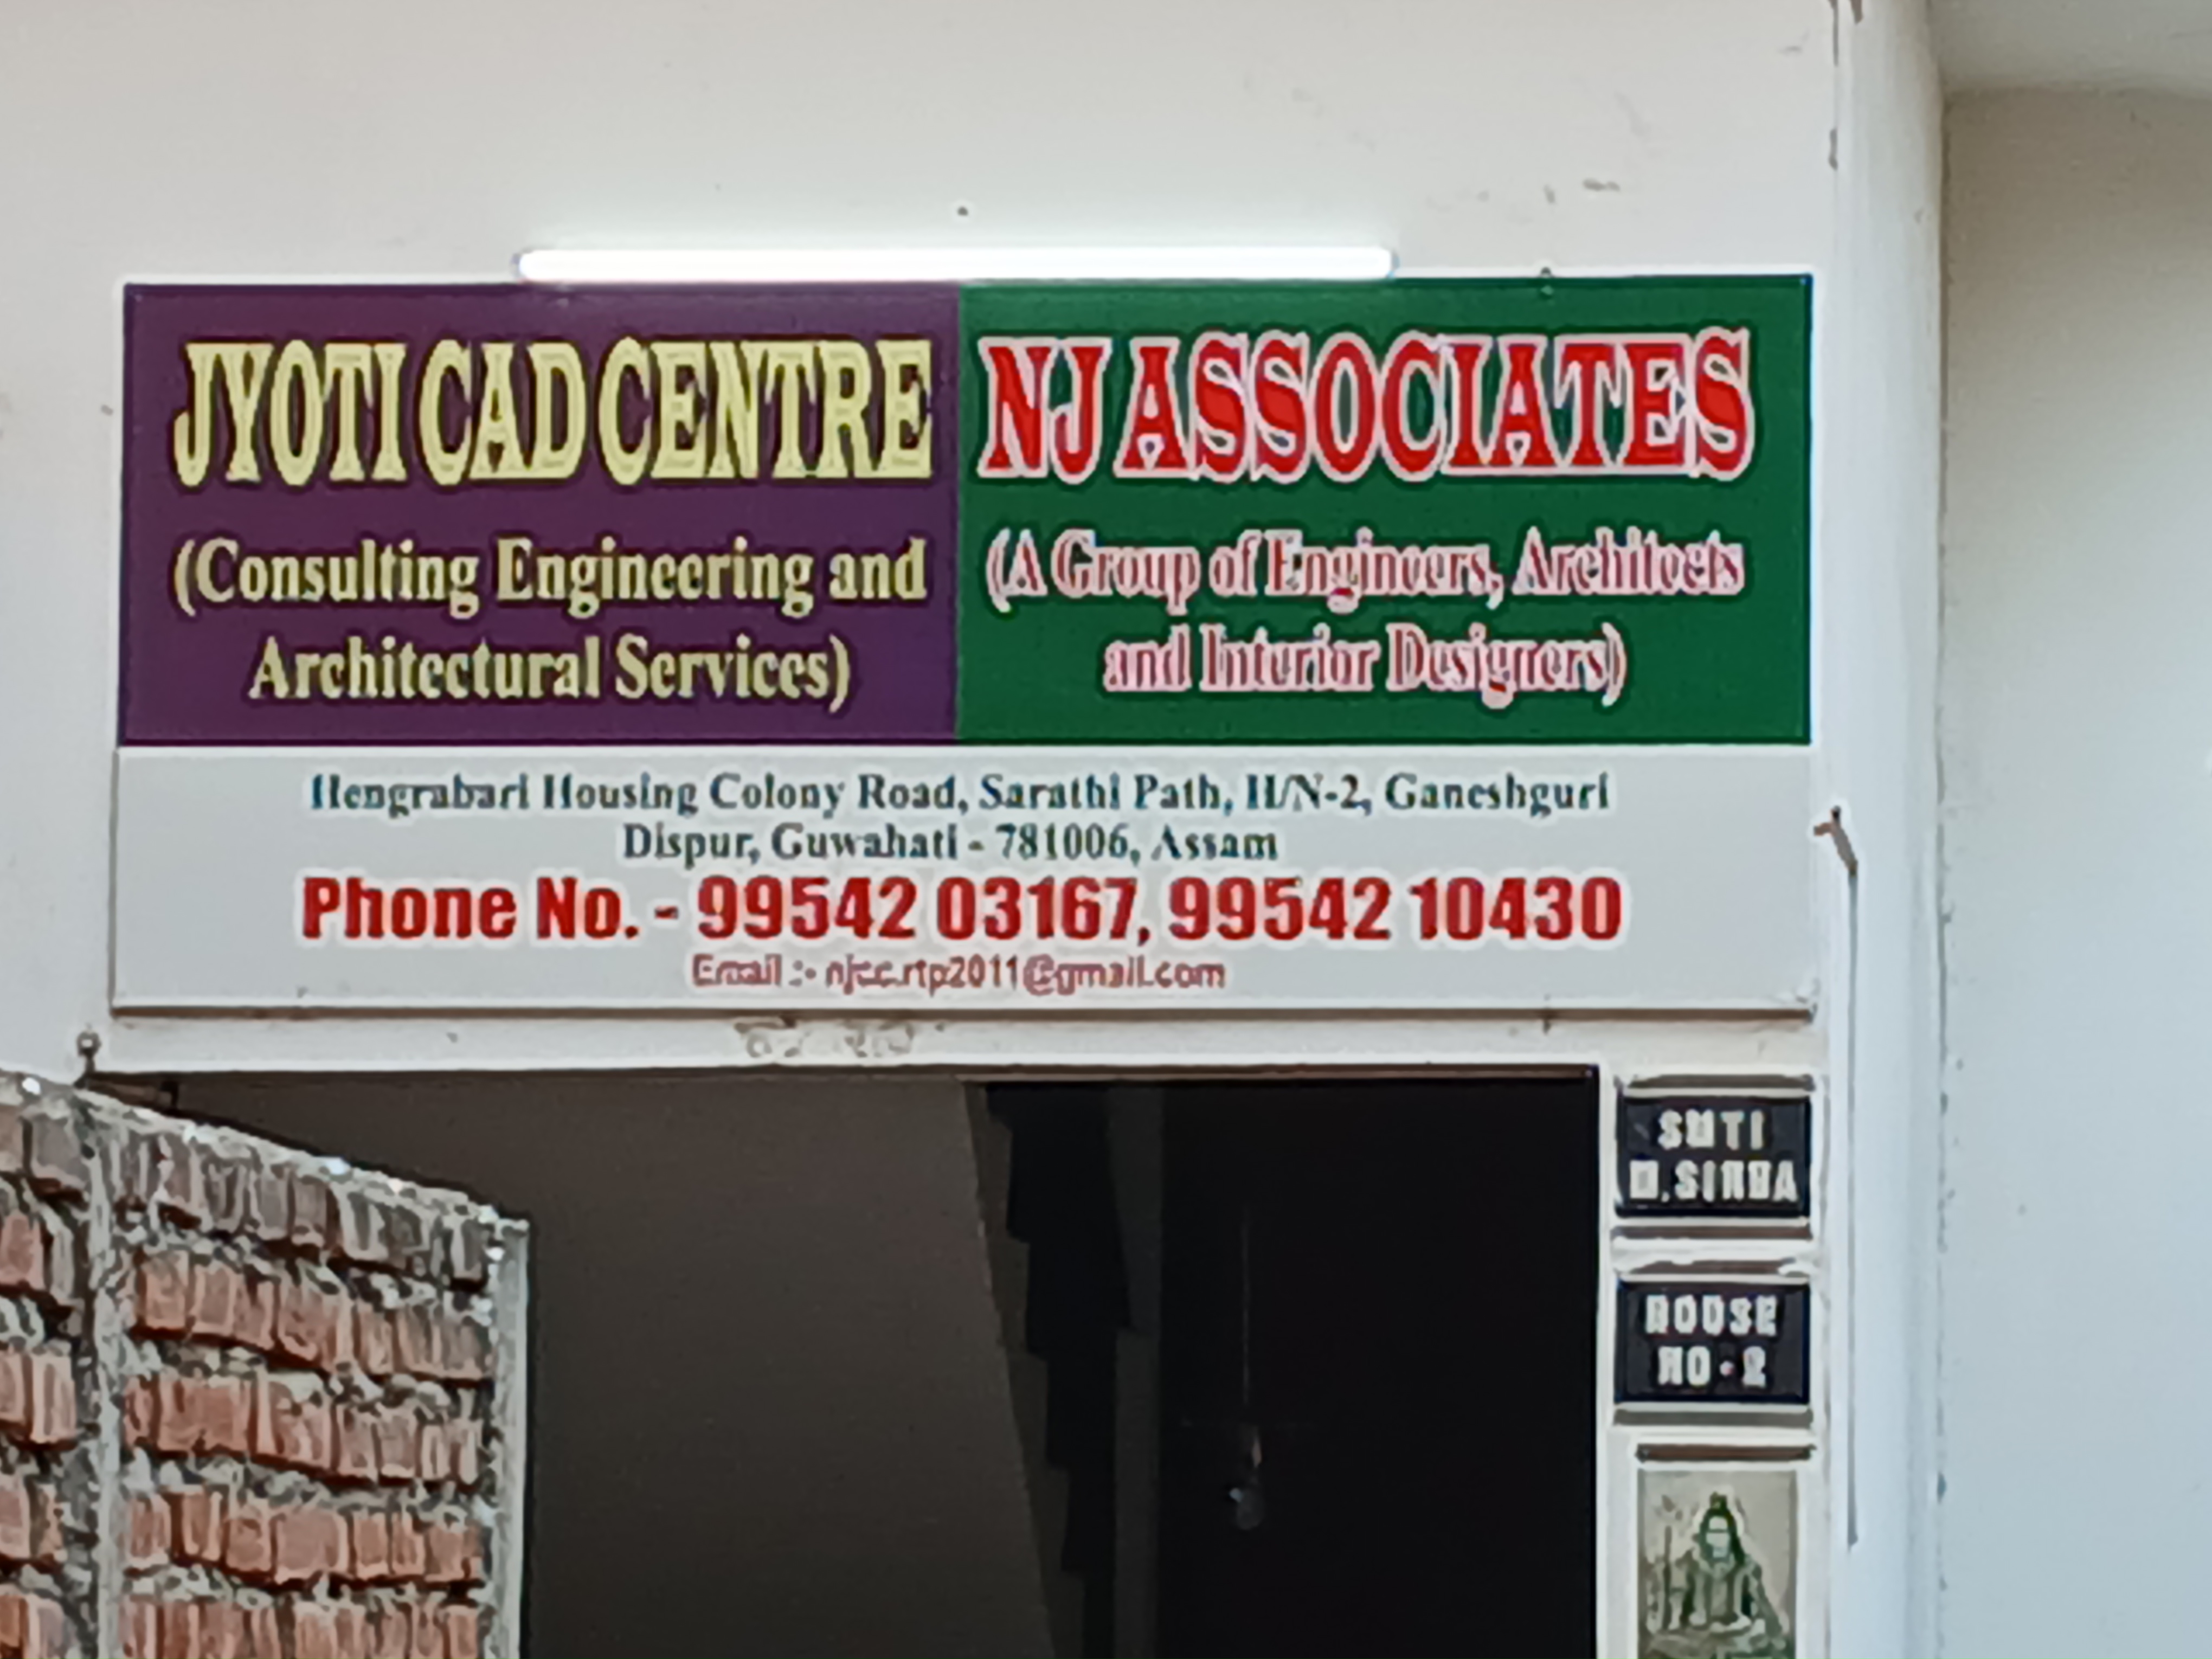 JYOTI CAD CENTRE
(Consulting Engineering and
Architectural Services)
NJ ASSOCIATES
(A Group of Engineers, Architects
and Interior Designers)
Hengrabari Housing Colony Road, Sarathi Path, H/N-2, Ganeshguri
Dispur, Guwahati - 781006, Assam
Phone No. - 99542 03167, 99542 10430
Email :- njcc.rtp2011@gmail.com
SMTI
HOUSE
NO - 2